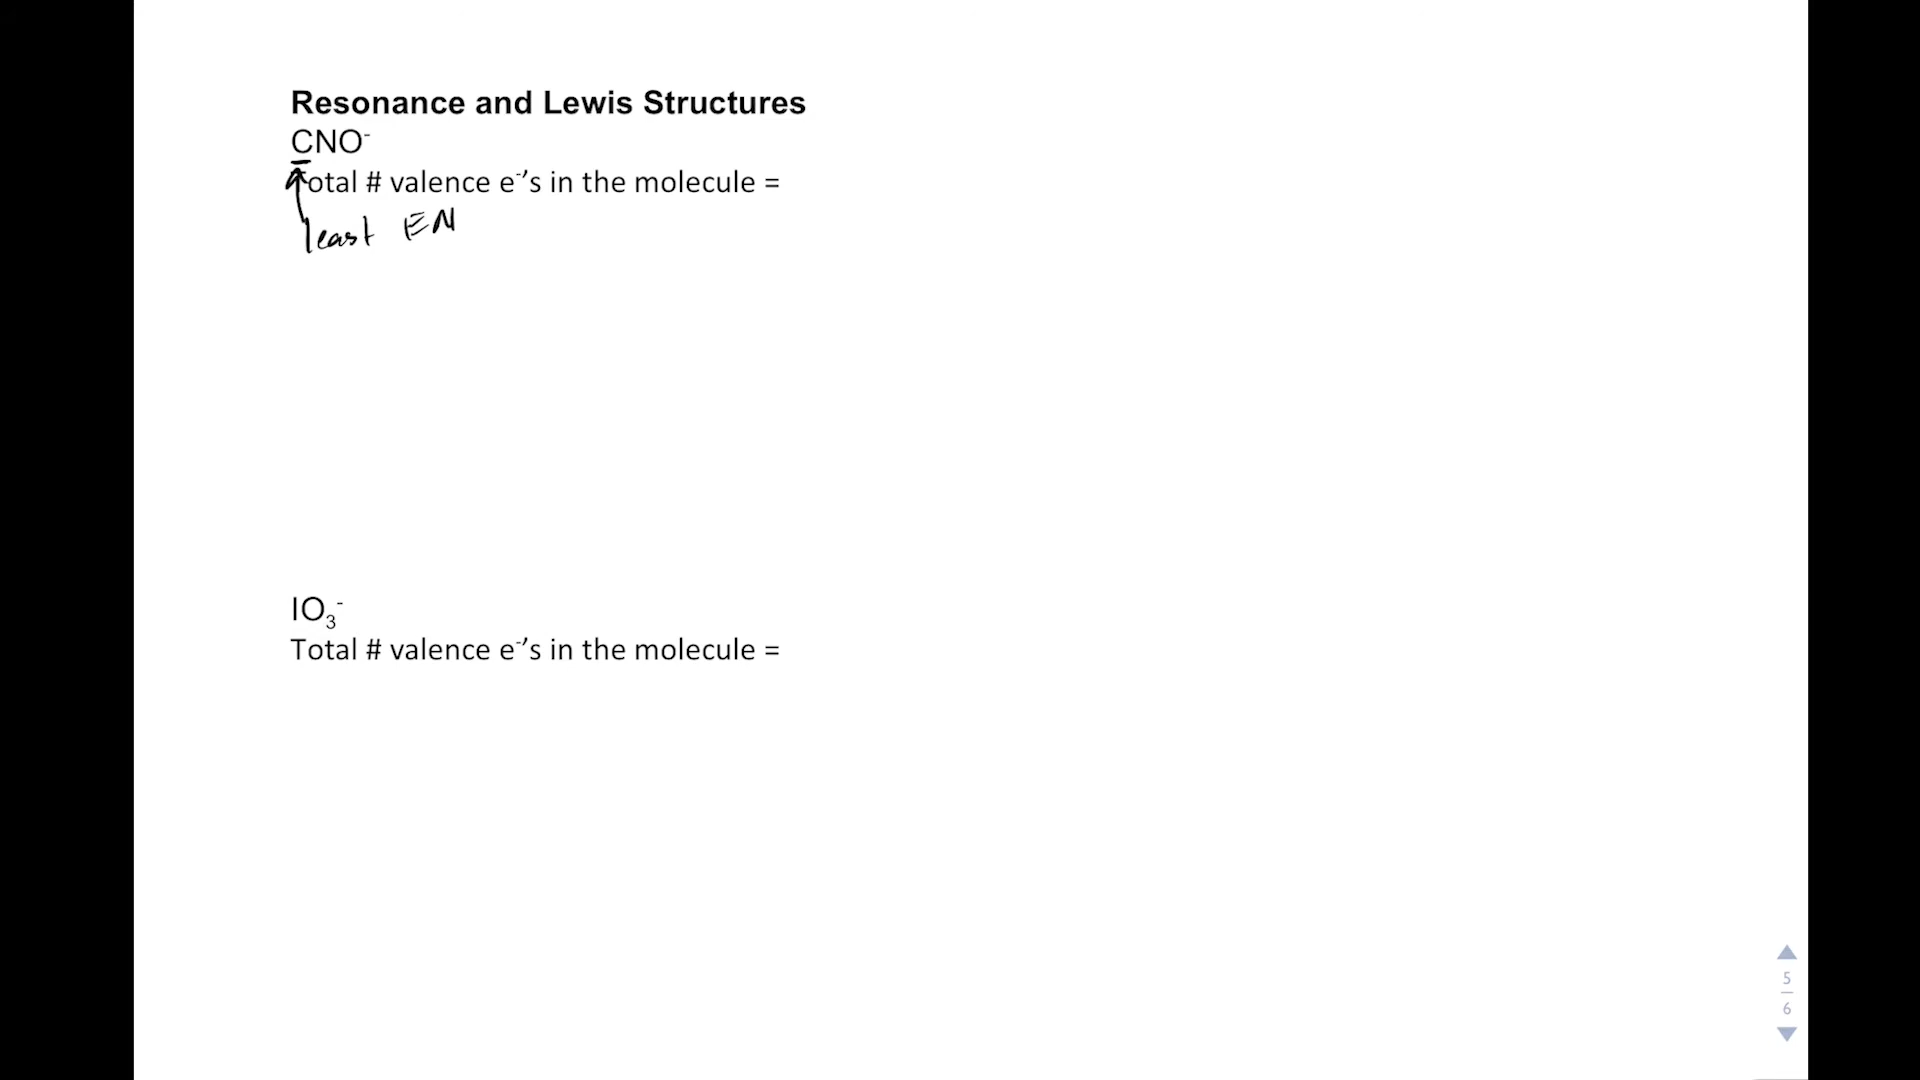 Resonance and Lewis Structures
CNO⁻
Total # valence e⁻'s in the molecule =
least EN
IO₃⁻
Total # valence e⁻'s in the molecule =
5
6